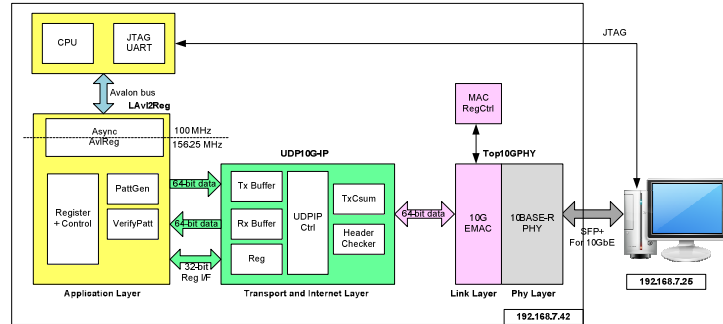 CPU
JTAG
UART
JTAG
Avalon bus
LAvl2Reg
MAC
RegCtrl
Async
AvlReg
100 MHz
156.25 MHz
UDP10G-IP
Top10GPHY
PattGen
VerifyPatt
Register
+ Control
64-bit data
64-bit data
32-bit
Reg I/F
Tx Buffer
Rx Buffer
Reg
UDPIP
Ctrl
TxCsum
Header
Checker
64-bit data
10G
EMAC
10BASE-R
PHY
SFP+
For 10GbE
192.168.7.25
Application Layer
Transport and Internet Layer
Link Layer
Phy Layer
192.168.7.42